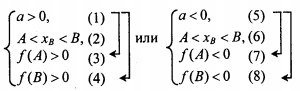 a > 0, (1)
A < x_B < B, (2)
f(A) > 0 (3)
f(B) > 0 (4)
или
a < 0, (5)
A < x_B < B, (6)
f(A) < 0 (7)
f(B) < 0 (8)